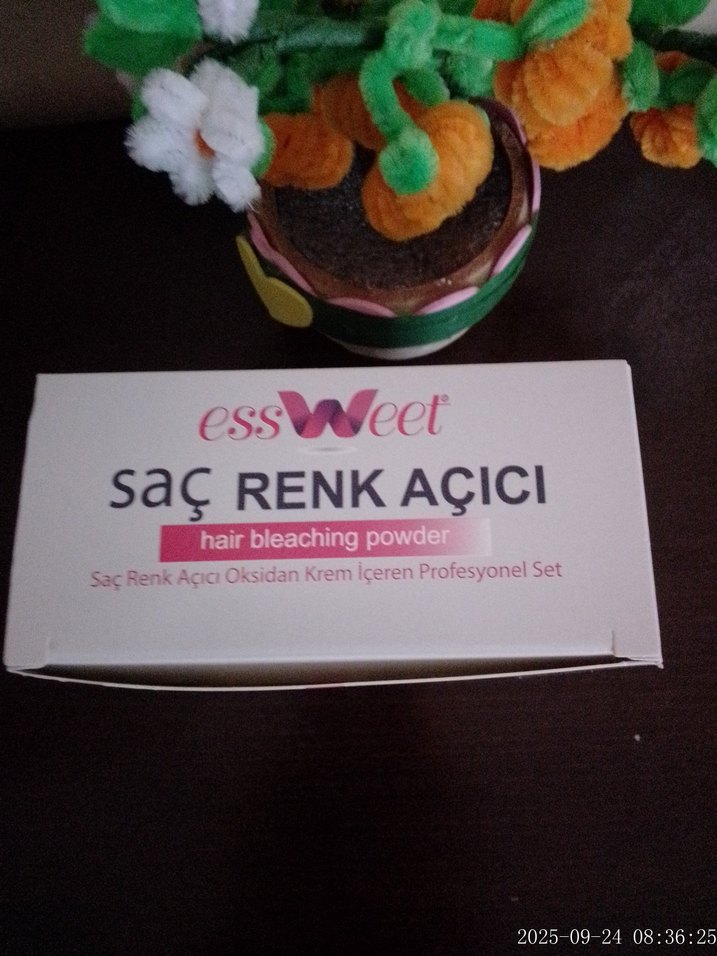 essWeet®
saç RENK AÇICI
hair bleaching powder
Saç Renk Açıcı Oksidan Krem İçeren Profesyonel Set
2025-09-24 08:36:25